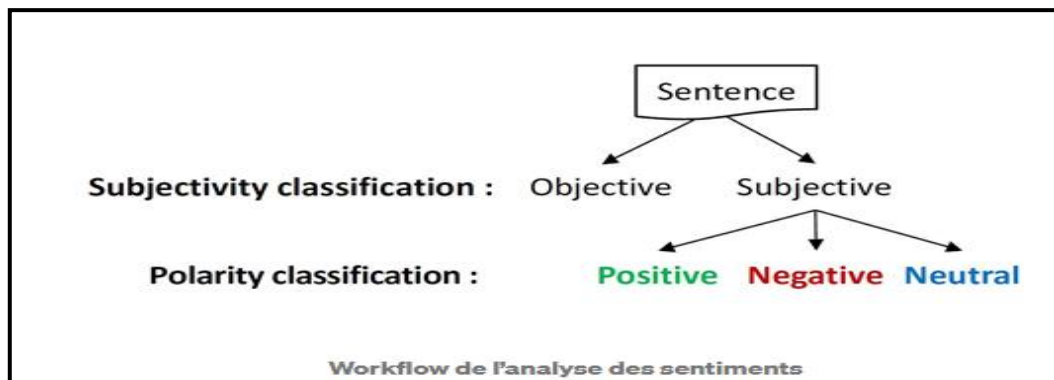 Sentence
Subjectivity classification : Objective Subjective
Polarity classification : Positive Negative Neutral
Workflow de l'analyse des sentiments